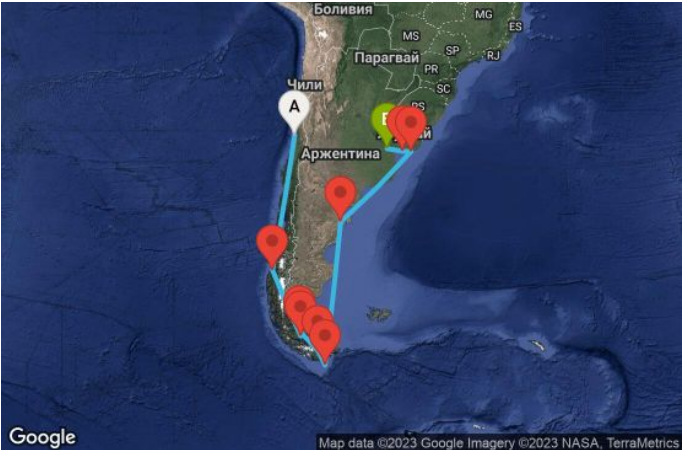 Боливия
MG
ES
MS
SP
Парагвай
PR
RJ
Чили
SC
A
Аржентина
Google
Map data ©2023 Google Imagery ©2023 NASA, TerraMetrics